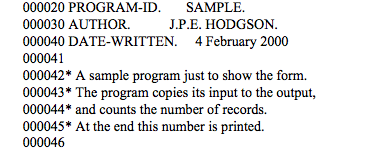 000020 PROGRAM-ID. SAMPLE.
000030 AUTHOR. J.P.E. HODGSON.
000040 DATE-WRITTEN. 4 February 2000
000041
000042* A sample program just to show the form.
000043* The program copies its input to the output,
000044* and counts the number of records.
000045* At the end this number is printed.
000046